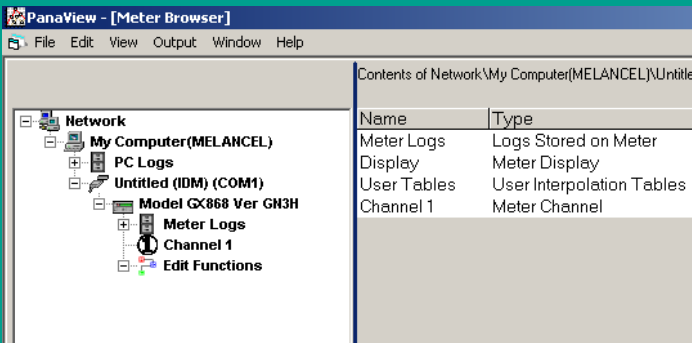 PanaView - [Meter Browser]
File Edit View Output Window Help
Contents of Network\My Computer(MELANCEL)\Untitle
Network
My Computer(MELANCEL)
PC Logs
Untitled (IDM) (COM1)
Model GX868 Ver GN3H
Meter Logs
1 Channel 1
Edit Functions
Name Type
Meter Logs Logs Stored on Meter
Display Meter Display
User Tables User Interpolation Tables
Channel 1 Meter Channel